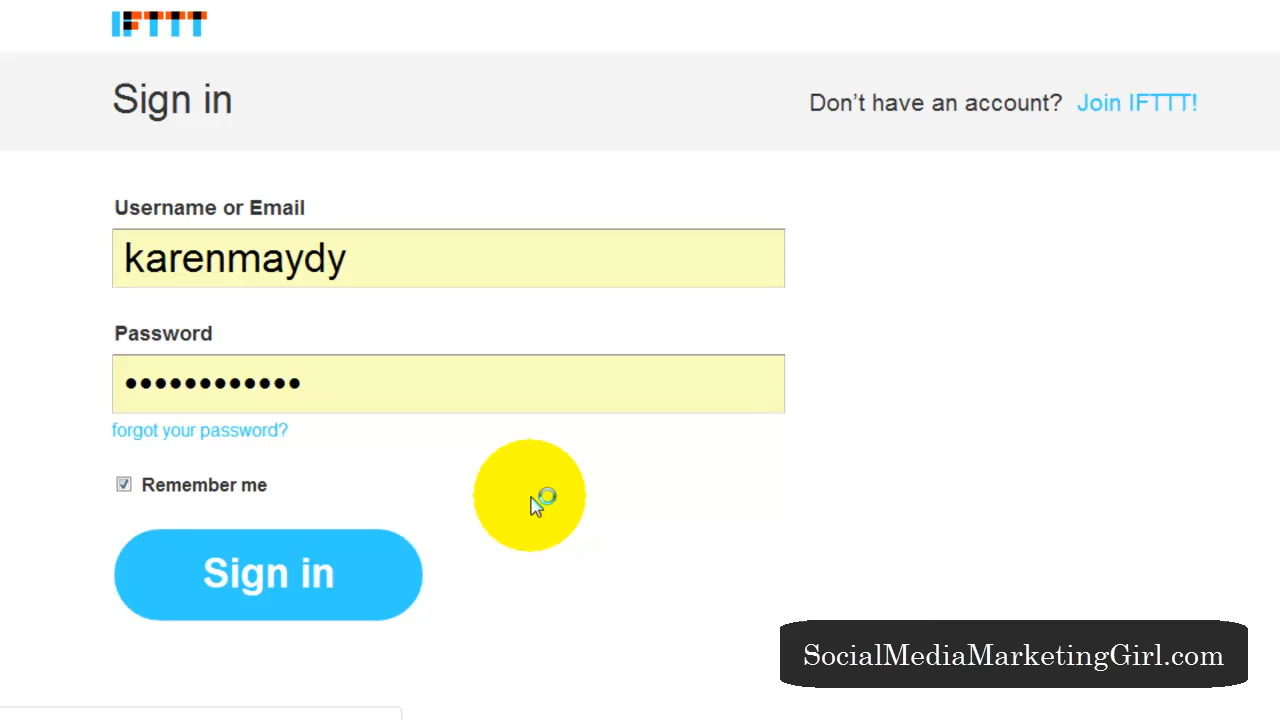 IFTTT
Sign in
Don't have an account? Join IFTTT!
Username or Email
karenmaydy
Password
••••••••••••
forgot your password?
Remember me
Sign in
SocialMediaMarketingGirl.com